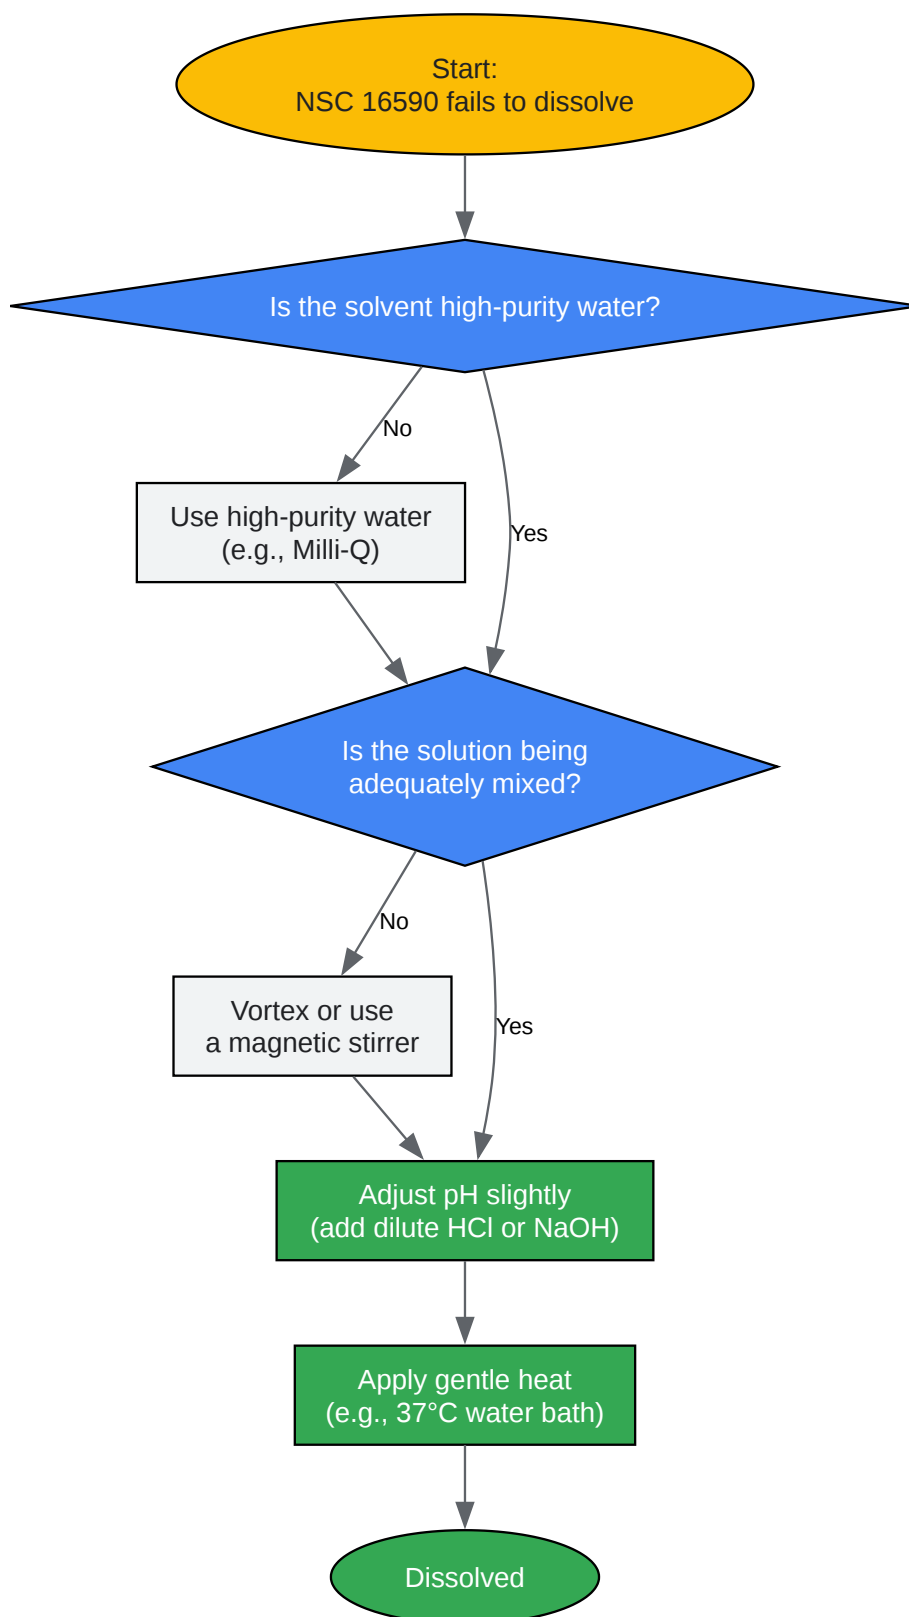 Start:
NSC 16590 fails to dissolve
Is the solvent high-purity water?
No
Use high-purity water
(e.g., Milli-Q)
Yes
Is the solution being
adequately mixed?
No
Vortex or use
a magnetic stirrer
Yes
Adjust pH slightly
(add dilute HCl or NaOH)
Apply gentle heat
(e.g., 37°C water bath)
Dissolved